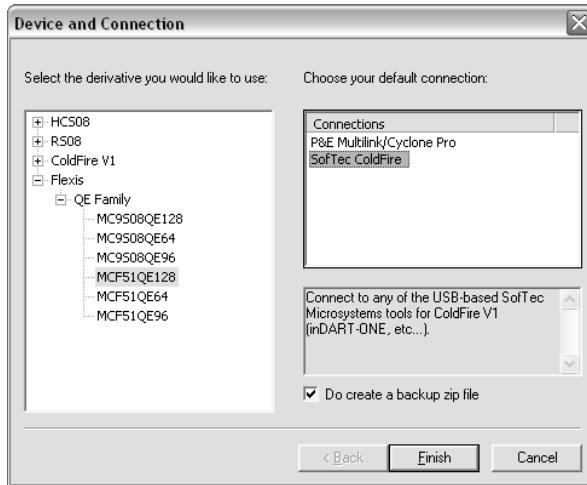 Device and Connection
Select the derivative you would like to use:
HCS08
RS08
ColdFire V1
Flexis
QE Family
MC9S08QE128
MC9S08QE64
MC9S08QE96
MCF51QE128
MCF51QE64
MCF51QE96
Choose your default connection:
Connections
P&E Multilink/Cyclone Pro
SofTec ColdFire
Connect to any of the USB-based SofTec
Microsystems tools for ColdFire V1
(inDART-ONE, etc...).
Do create a backup zip file
< Back
Finish
Cancel